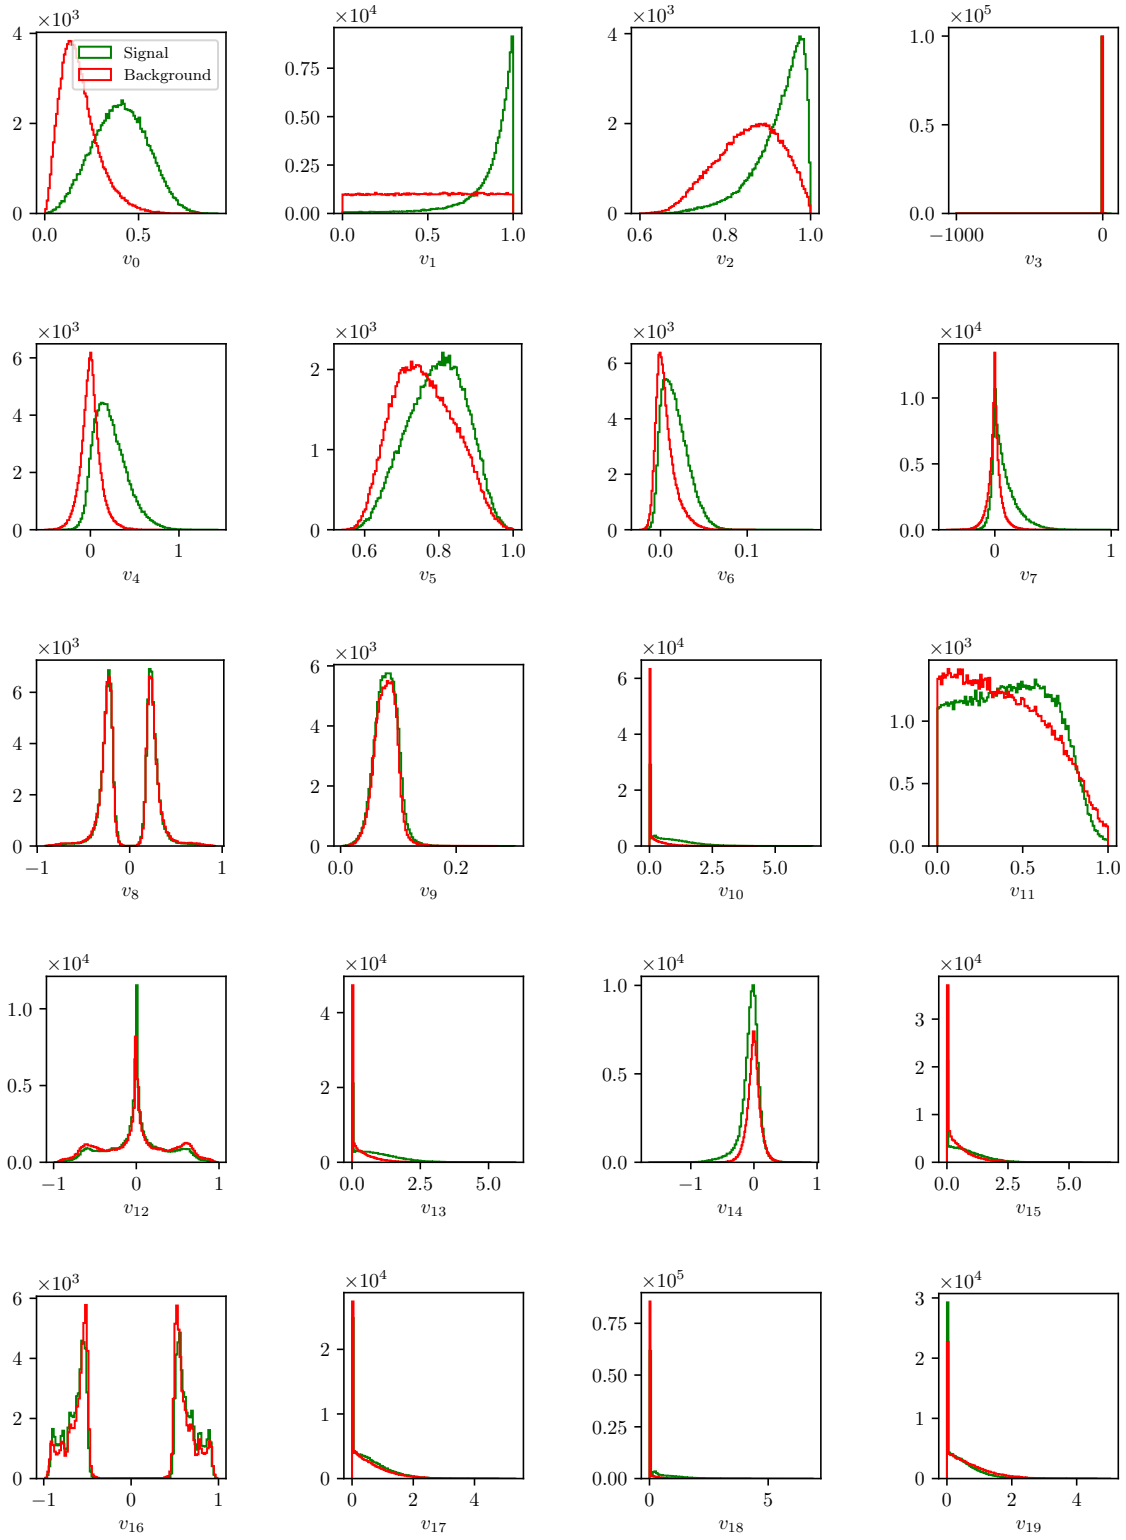 ×10³ ×10⁴ ×10³ ×10⁵
4 2 0
Signal
Background
0.0 0.5
v₀
0.75 0.50 0.25 0.00
0.0 0.5 1.0
v₁
4 2 0
0.6 0.8 1.0
v₂
1.0 0.5 0.0
−1000 0
v₃
×10³ ×10³ ×10³ ×10⁴
6 4 2 0
0 1
v₄
2 1 0
0.6 0.8 1.0
v₅
6 4 2 0
0.0 0.1
v₆
1.0 0.5 0.0
0 1
v₇
×10³ ×10³ ×10⁴ ×10³
6 4 2 0
−1 0 1
v₈
6 4 2 0
0.0 0.2
v₉
6 4 2 0
0.0 2.5 5.0
v₁₀
1.0 0.5 0.0
0.0 0.5 1.0
v₁₁
×10⁴ ×10⁴ ×10⁴ ×10⁴
1.0 0.5 0.0
−1 0 1
v₁₂
4 2 0
0.0 2.5 5.0
v₁₃
1.0 0.5 0.0
−1 0 1
v₁₄
3 2 1 0
0.0 2.5 5.0
v₁₅
×10³ ×10⁴ ×10⁵ ×10⁴
6 4 2 0
−1 0 1
v₁₆
2 1 0
0 2 4
v₁₇
0.75 0.50 0.25 0.00
0 5
v₁₈
3 2 1 0
0 2 4
v₁₉